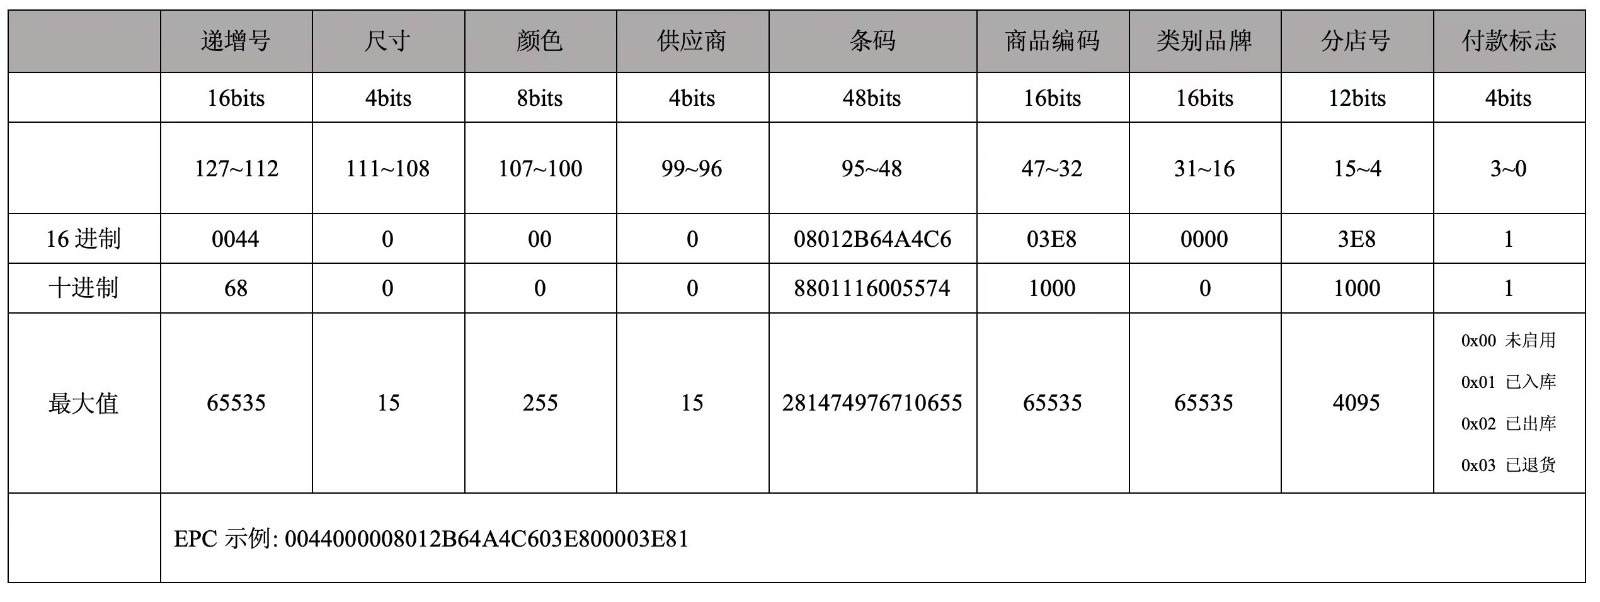 递增号 尺寸 颜色 供应商 条码 商品编码 类别品牌 分店号 付款标志
16bits 4bits 8bits 4bits 48bits 16bits 16bits 12bits 4bits
127~112 111~108 107~100 99~96 95~48 47~32 31~16 15~4 3~0
16进制 0044 0 00 0 08012B64A4C6 03E8 0000 3E8 1
十进制 68 0 0 0 8801116005574 1000 0 1000 1
最大值 65535 15 255 15 281474976710655 65535 65535 4095
0x00 未启用
0x01 已入库
0x02 已出库
0x03 已退货
EPC 示例: 0044000008012B64A4C603E800003E81